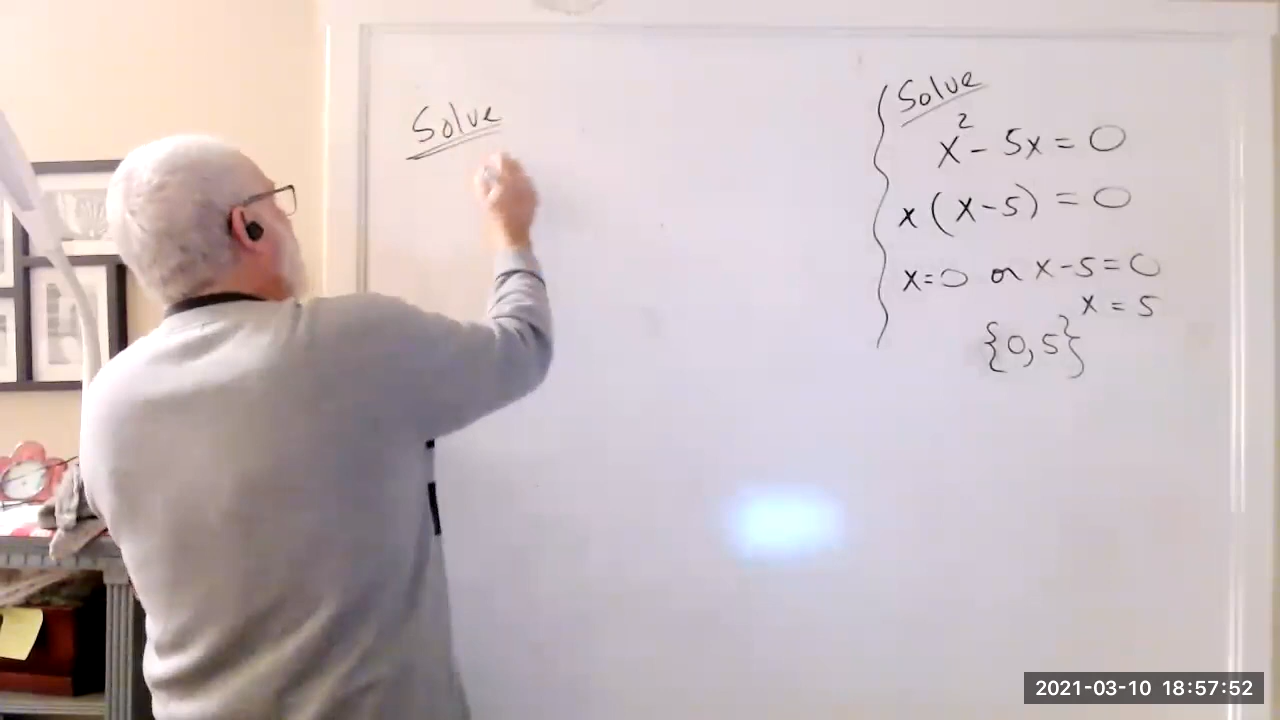 Solve
Solve
x² - 5x = 0
x(x-5) = 0
x=0 or x-5=0
x = 5
{0,5}
2021-03-10 18:57:52